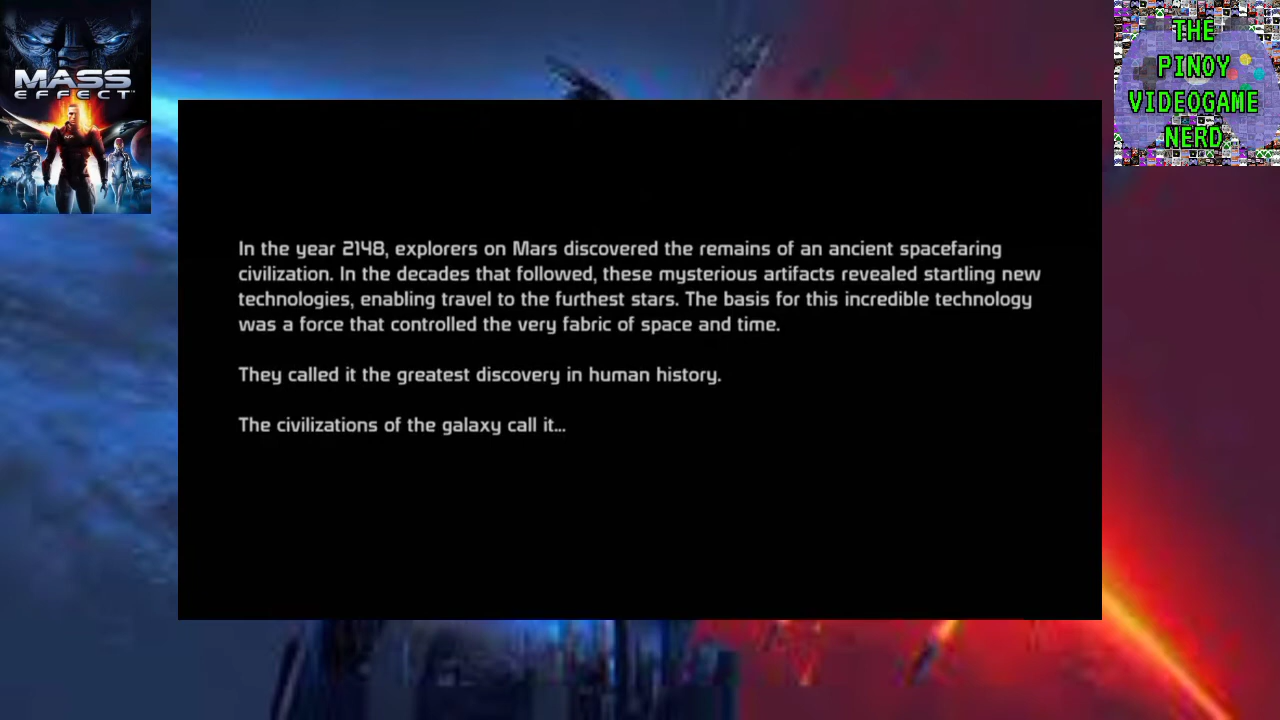 MASS
EFFECT
THE
PINOY
VIDEOGAME
NERD
In the year 2148, explorers on Mars discovered the remains of an ancient spacefaring
civilization. In the decades that followed, these mysterious artifacts revealed startling new
technologies, enabling travel to the furthest stars. The basis for this incredible technology
was a force that controlled the very fabric of space and time.
They called it the greatest discovery in human history.
The civilizations of the galaxy call it...